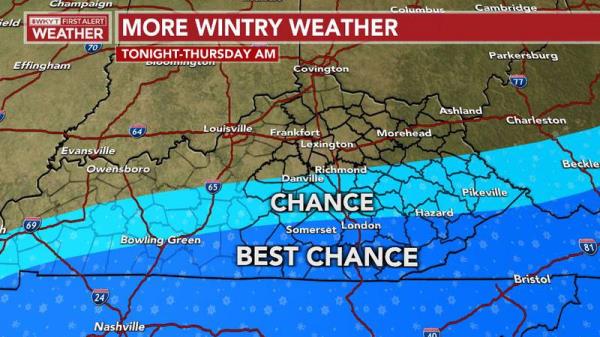 WKYT FIRST ALERT
WEATHER
MORE WINTRY WEATHER
TONIGHT-THURSDAY AM
Champaign
Columbus
Cambridge
70
Effingham
Bloomington
Parkersburg
Covington
77
Ashland
64
Louisville
Frankfort
Morehead
Charleston
Evansville
Lexington
Owensboro
Richmond
Danville
Beckle
65
Pikeville
CHANCE
Hazard
69
Bowling Green
Somerset
London
BEST CHANCE
81
Bristol
24
Nashville
40